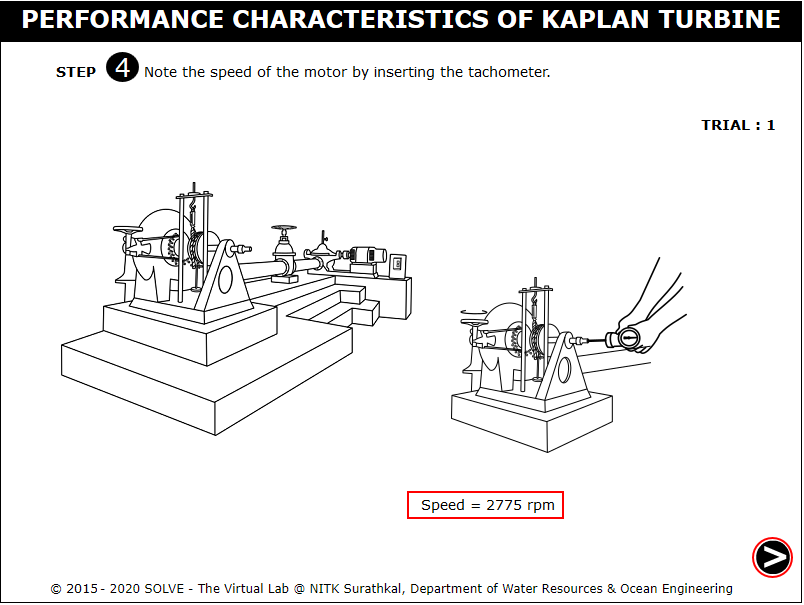 PERFORMANCE CHARACTERISTICS OF KAPLAN TURBINE
STEP 4 Note the speed of the motor by inserting the tachometer.
TRIAL : 1
Speed = 2775 rpm
© 2015 - 2020 SOLVE - The Virtual Lab @ NITK Surathkal, Department of Water Resources & Ocean Engineering